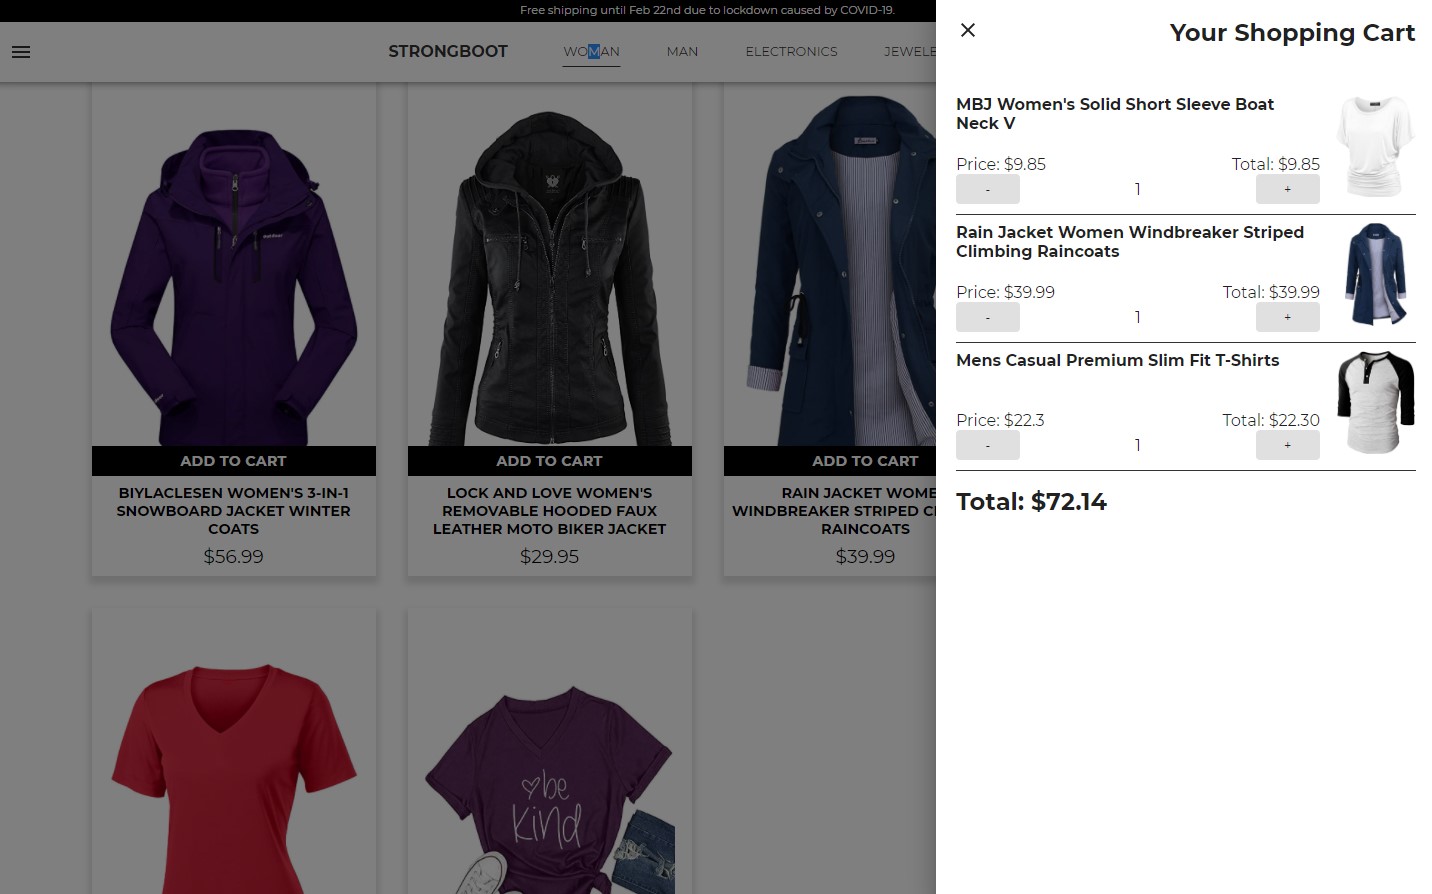 Free shipping until Feb 22nd due to lockdown caused by COVID-19.
STRONGBOOT WOMAN MAN ELECTRONICS JEWELE
ADD TO CART
BIYLACLESEN WOMEN'S 3-IN-1
SNOWBOARD JACKET WINTER
COATS
$56.99
ADD TO CART
LOCK AND LOVE WOMEN'S
REMOVABLE HOODED FAUX
LEATHER MOTO BIKER JACKET
$29.95
ADD TO CART
RAIN JACKET WOME
WINDBREAKER STRIPED C
RAINCOATS
$39.99
be
kind
Your Shopping Cart
MBJ Women's Solid Short Sleeve Boat
Neck V
Price: $9.85 Total: $9.85
- 1 +
Rain Jacket Women Windbreaker Striped
Climbing Raincoats
Price: $39.99 Total: $39.99
- 1 +
Mens Casual Premium Slim Fit T-Shirts
Price: $22.3 Total: $22.30
- 1 +
Total: $72.14